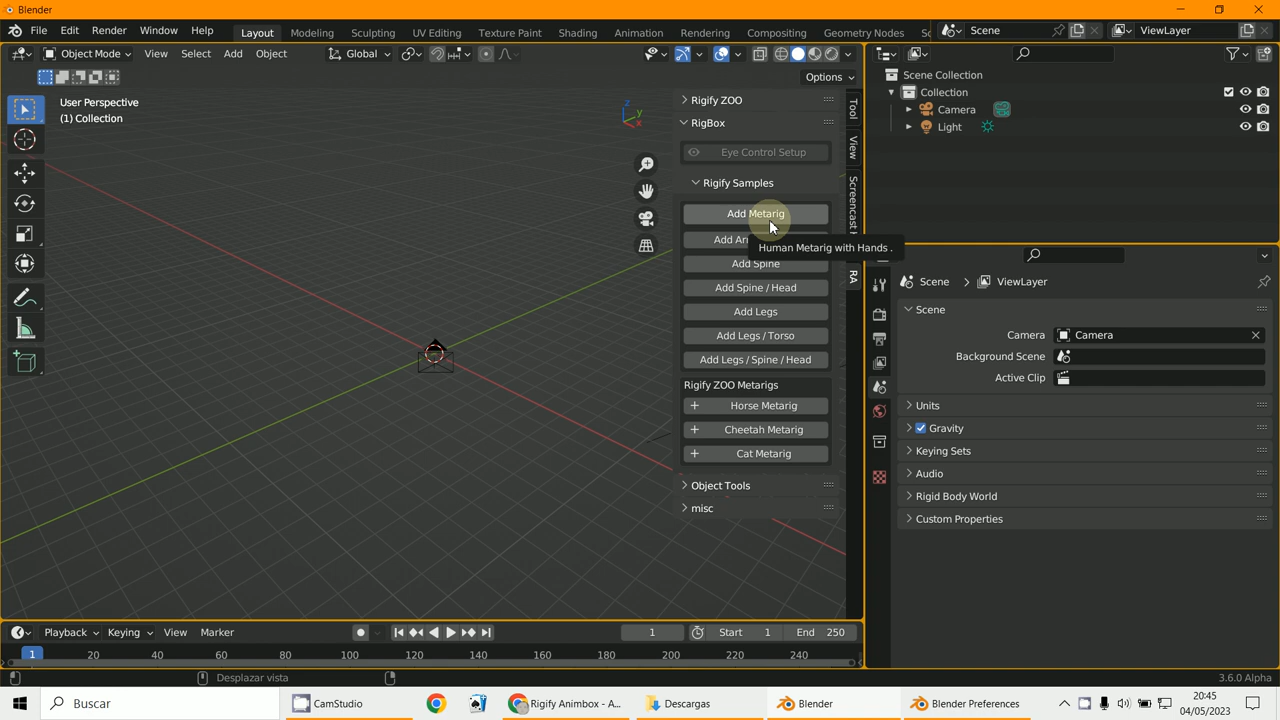 Blender
File Edit Render Window Help
Layout Modeling Sculpting UV Editing Texture Paint Shading Animation Rendering Compositing Geometry Nodes
Scene ViewLayer
Object Mode View Select Add Object Global
Options
User Perspective
(1) Collection
Z
Y
X
Rigify ZOO
RigBox
Eye Control Setup
Rigify Samples
Add Metarig
Human Metarig with Hands .
Add Spine
Add Spine / Head
Add Legs
Add Legs / Torso
Add Legs / Spine / Head
Rigify ZOO Metarigs
+ Horse Metarig
+ Cheetah Metarig
+ Cat Metarig
Object Tools
misc
Tool
View
RA
Scene Collection
Collection
Camera
Light
Scene > ViewLayer
Scene
Camera Camera
Background Scene
Active Clip
Units
Gravity
Keying Sets
Audio
Rigid Body World
Custom Properties
Playback Keying View Marker
1 Start 1 End 250
1 20 40 60 80 100 120 140 160 180 200 220 240
Desplazar vista
3.6.0 Alpha
Buscar
CamStudio
Rigify Animbox - A...
Descargas
Blender
Blender Preferences
20:45
04/05/2023